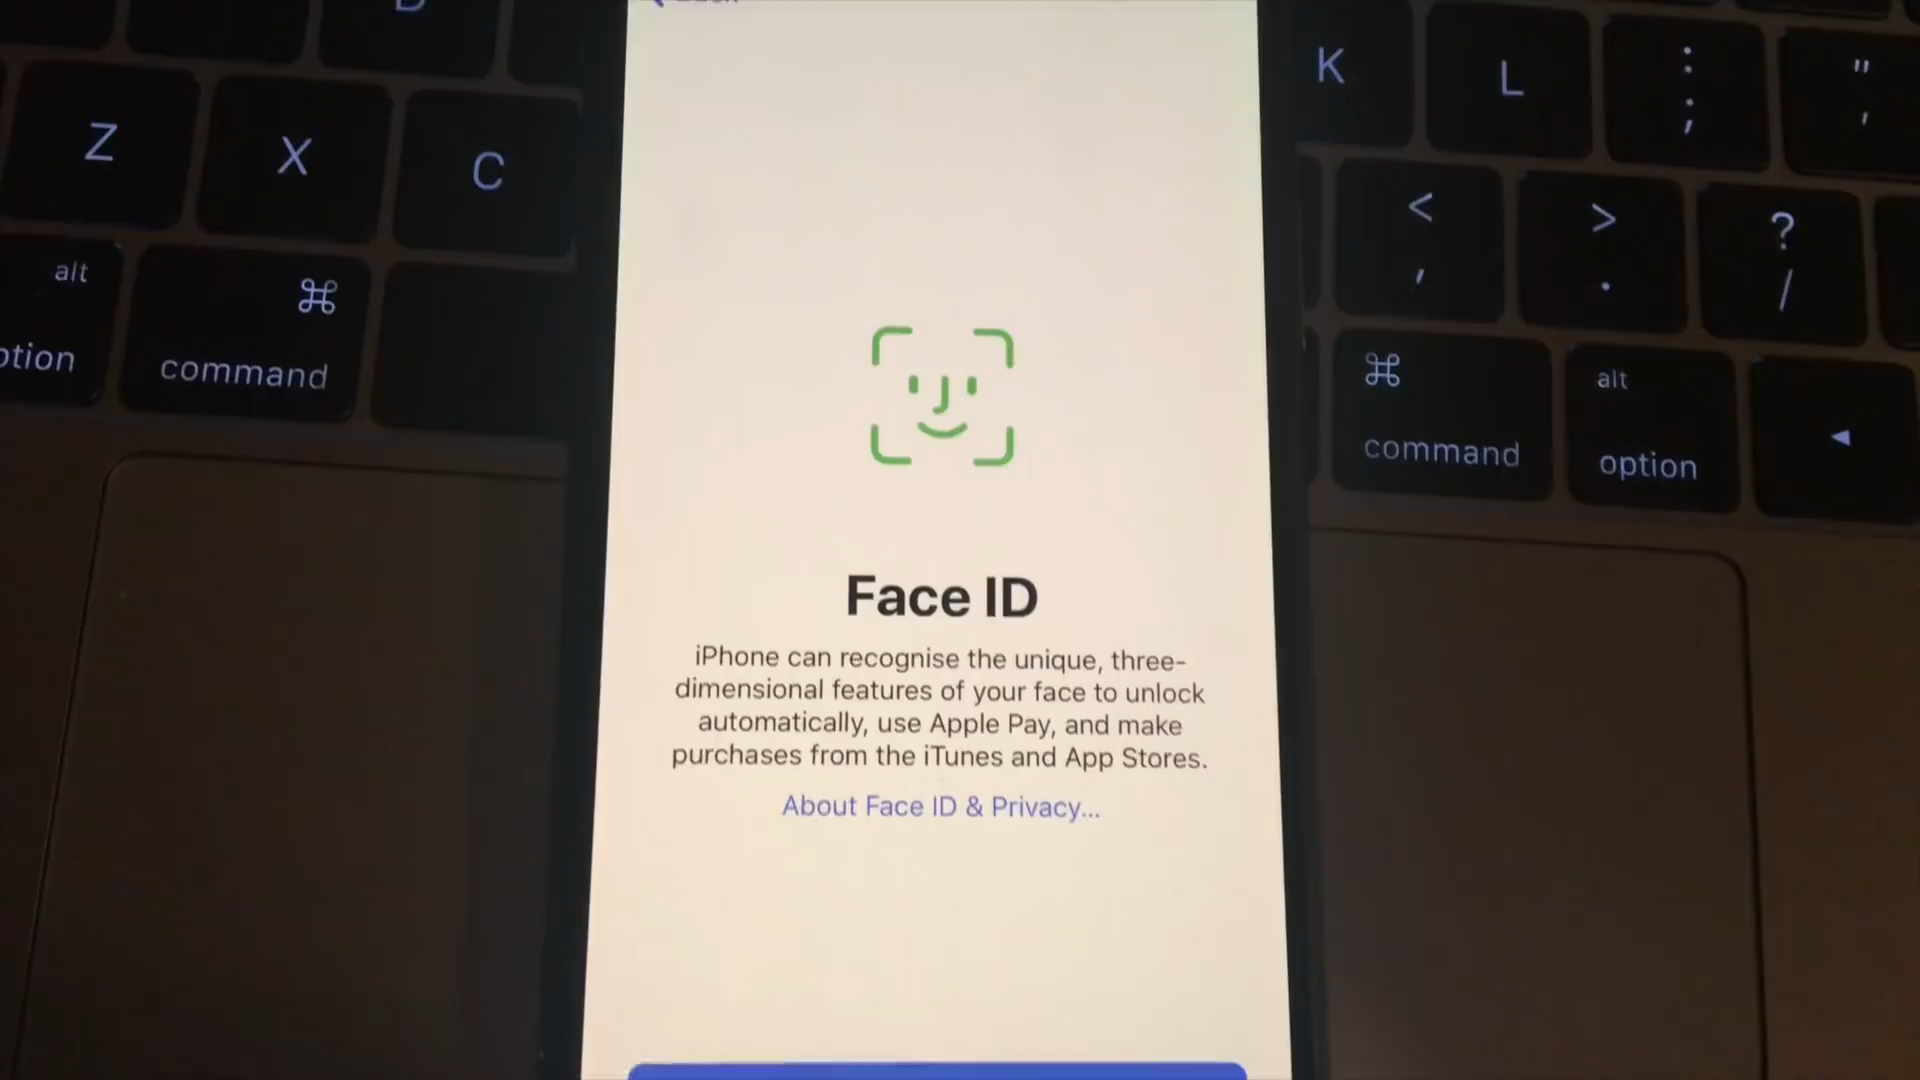 K
L
:
;
"
'
Z
X
C
<
,
>
.
?
/
alt
⌘
command
⌘
command
alt
option
◄
Face ID
iPhone can recognise the unique, three-
dimensional features of your face to unlock
automatically, use Apple Pay, and make
purchases from the iTunes and App Stores.
About Face ID & Privacy...